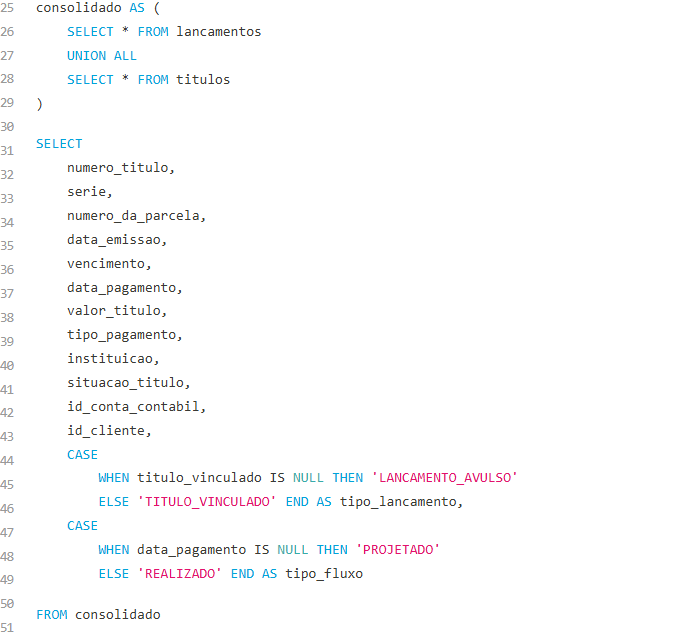 25 consolidado AS (
26 SELECT * FROM lancamentos
27 UNION ALL
28 SELECT * FROM titulos
29 )
30
31 SELECT
32 numero_titulo,
33 serie,
34 numero_da_parcela,
35 data_emissao,
36 vencimento,
37 data_pagamento,
38 valor_titulo,
39 tipo_pagamento,
40 instituicao,
41 situacao_titulo,
42 id_conta_contabil,
43 id_cliente,
44 CASE
45 WHEN titulo_vinculado IS NULL THEN 'LANCAMENTO_AVULSO'
46 ELSE 'TITULO_VINCULADO' END AS tipo_lancamento,
47 CASE
48 WHEN data_pagamento IS NULL THEN 'PROJETADO'
49 ELSE 'REALIZADO' END AS tipo_fluxo
50
51 FROM consolidado